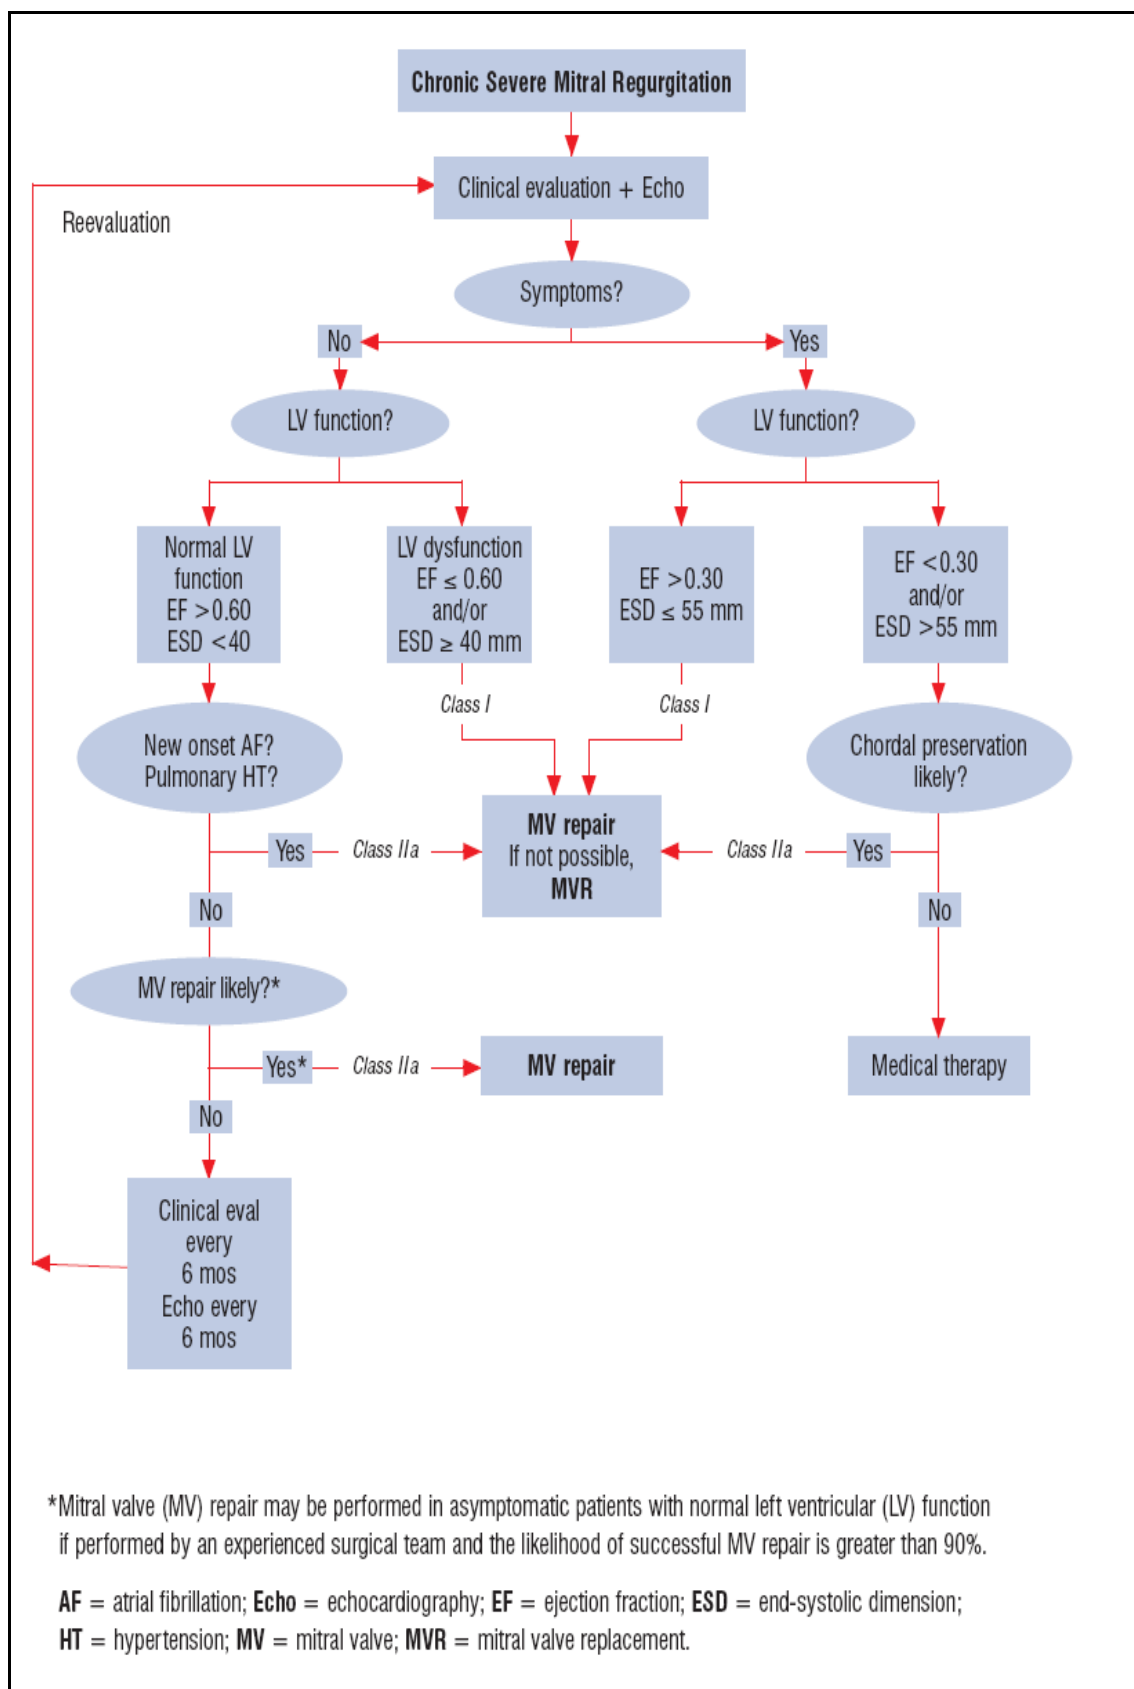 Chronic Severe Mitral Regurgitation
Clinical evaluation + Echo
Reevaluation
Symptoms?
No
Yes
LV function?
LV function?
Normal LV
function
EF >0.60
ESD <40
LV dysfunction
EF ≤ 0.60
and/or
ESD ≥ 40 mm
EF >0.30
ESD ≤ 55 mm
EF <0.30
and/or
ESD >55 mm
Class I
Class I
New onset AF?
Pulmonary HT?
MV repair
If not possible,
MVR
Chordal preservation
likely?
Yes
Class IIa
Class IIa
Yes
No
No
MV repair likely?*
Yes*
Class IIa
MV repair
Medical therapy
No
Clinical eval
every
6 mos
Echo every
6 mos
*Mitral valve (MV) repair may be performed in asymptomatic patients with normal left ventricular (LV) function
if performed by an experienced surgical team and the likelihood of successful MV repair is greater than 90%.
AF = atrial fibrillation; Echo = echocardiography; EF = ejection fraction; ESD = end-systolic dimension;
HT = hypertension; MV = mitral valve; MVR = mitral valve replacement.